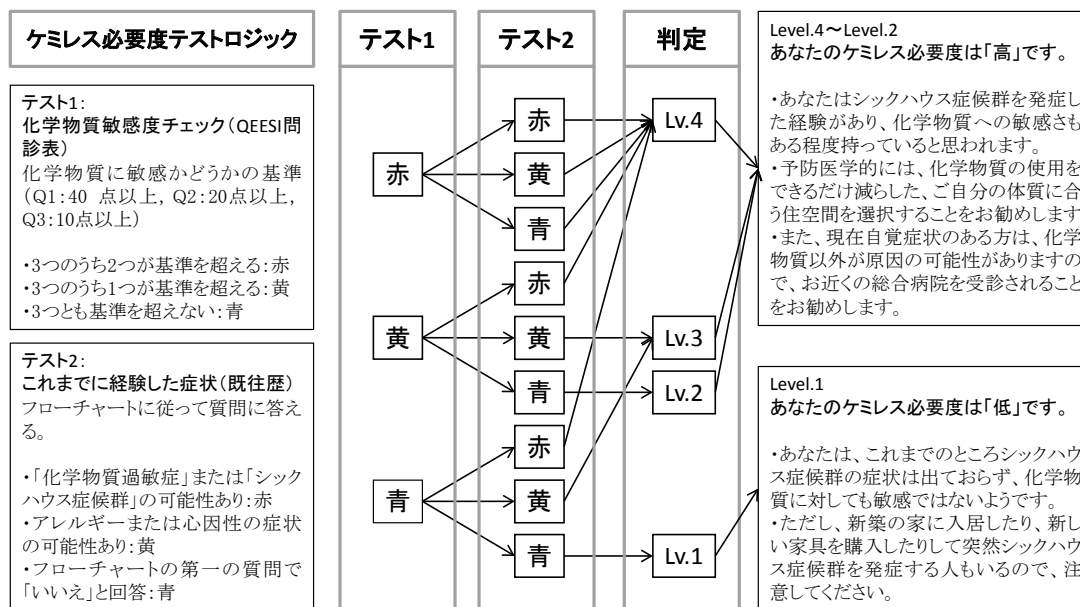 ケミレス必要度テストロジック
テスト1:
化学物質敏感度チェック（QEESI問
診表）
化学物質に敏感かどうかの基準
（Q1:40 点以上, Q2:20点以上,
Q3:10点以上）
・3つのうち2つが基準を超える:赤
・3つのうち1つが基準を超える:黄
・3つとも基準を超えない:青
テスト2:
これまでに経験した症状（既往歴）
フローチャートに従って質問に答え
る。
・「化学物質過敏症」または「シック
ハウス症候群」の可能性あり:赤
・アレルギーまたは心因性の症状
の可能性あり:黄
・フローチャートの第一の質問で
「いいえ」と回答:青
テスト1
赤
黄
青
テスト2
赤
黄
青
赤
黄
青
赤
黄
青
判定
Lv.4
Lv.3
Lv.2
Lv.1
Level.4～Level.2
あなたのケミレス必要度は「高」です。
・あなたはシックハウス症候群を発症し
た経験があり、化学物質への敏感さも
ある程度持っていると思われます。
・予防医学的には、化学物質の使用を
できるだけ減らした、ご自分の体質に合
う住空間を選択することをお勧めします
・また、現在自覚症状のある方は、化学
物質以外が原因の可能性がありますの
で、お近くの総合病院を受診されること
をお勧めします。
Level.1
あなたのケミレス必要度は「低」です。
・あなたは、これまでのところシックハウ
ス症候群の症状は出ておらず、化学物
質に対しても敏感ではないようです。
・ただし、新築の家に入居したり、新し
い家具を購入したりして突然シックハウ
ス症候群を発症する人もいるので、注
意してください。